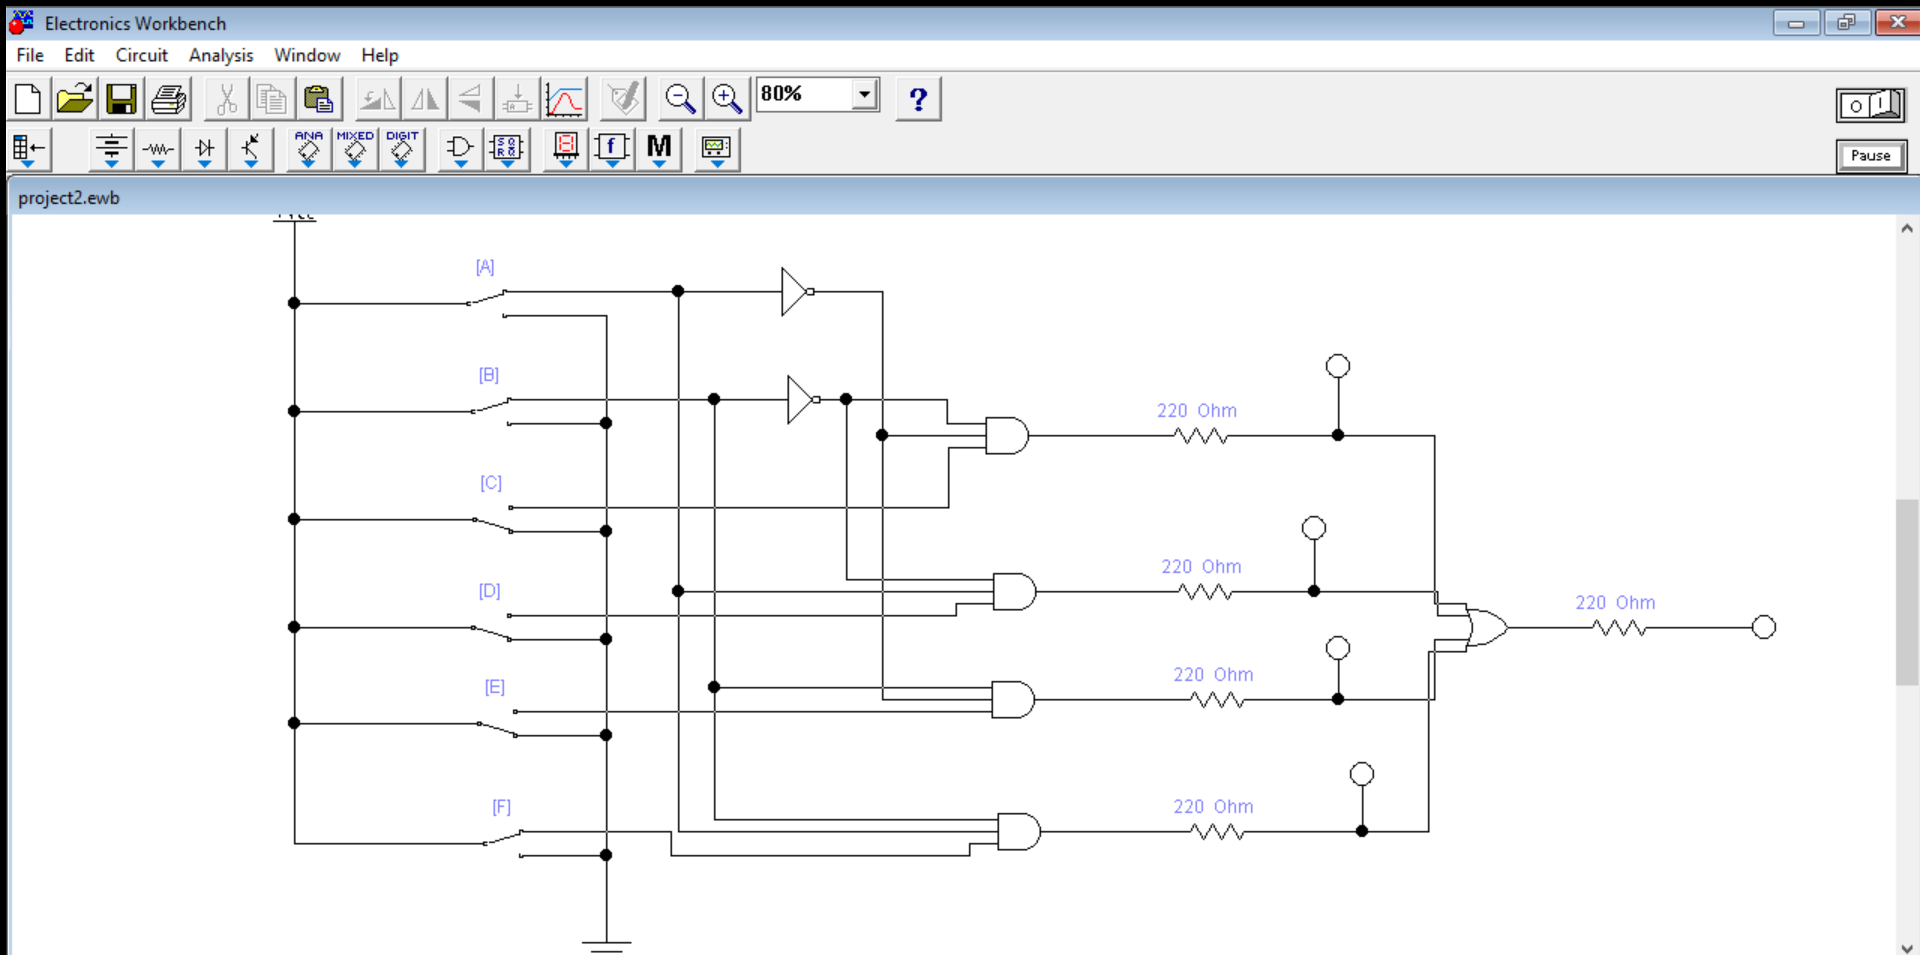 Electronics Workbench
File Edit Circuit Analysis Window Help
80%
?
ANA MIXED DIGIT
f
M
Pause
project2.ewb
[A]
[B]
220 Ohm
[C]
220 Ohm
[D]
220 Ohm
220 Ohm
[E]
220 Ohm
[F]